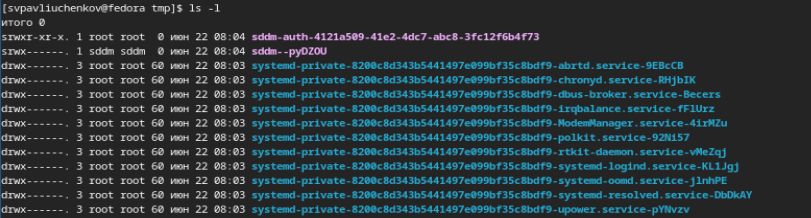 [svpavliuchenkov@fedora tmp]$ ls -l
итого 0
srwxr-xr-x. 1 root root  0 июн 22 08:04 sddm-auth-4121a509-41e2-4dc7-abc8-3fc12f6b4f73
srwx------. 1 sddm sddm  0 июн 22 08:04 sddm--pyDZOU
drwx------. 3 root root 60 июн 22 08:03 systemd-private-8200c8d343b5441497e099bf35c8bdf9-abrtd.service-9EBcCB
drwx------. 3 root root 60 июн 22 08:03 systemd-private-8200c8d343b5441497e099bf35c8bdf9-chronyd.service-RHjbIK
drwx------. 3 root root 60 июн 22 08:03 systemd-private-8200c8d343b5441497e099bf35c8bdf9-dbus-broker.service-Becers
drwx------. 3 root root 60 июн 22 08:03 systemd-private-8200c8d343b5441497e099bf35c8bdf9-irqbalance.service-fFlUrz
drwx------. 3 root root 60 июн 22 08:03 systemd-private-8200c8d343b5441497e099bf35c8bdf9-ModemManager.service-4irMZu
drwx------. 3 root root 60 июн 22 08:03 systemd-private-8200c8d343b5441497e099bf35c8bdf9-polkit.service-92Ni57
drwx------. 3 root root 60 июн 22 08:03 systemd-private-8200c8d343b5441497e099bf35c8bdf9-rtkit-daemon.service-vMeZqj
drwx------. 3 root root 60 июн 22 08:03 systemd-private-8200c8d343b5441497e099bf35c8bdf9-systemd-logind.service-KL1Jgj
drwx------. 3 root root 60 июн 22 08:03 systemd-private-8200c8d343b5441497e099bf35c8bdf9-systemd-oomd.service-jlnhPE
drwx------. 3 root root 60 июн 22 08:03 systemd-private-8200c8d343b5441497e099bf35c8bdf9-systemd-resolved.service-DbDkAY
drwx------. 3 root root 60 июн 22 08:03 systemd-private-8200c8d343b5441497e099bf35c8bdf9-upower.service-pYNvzv